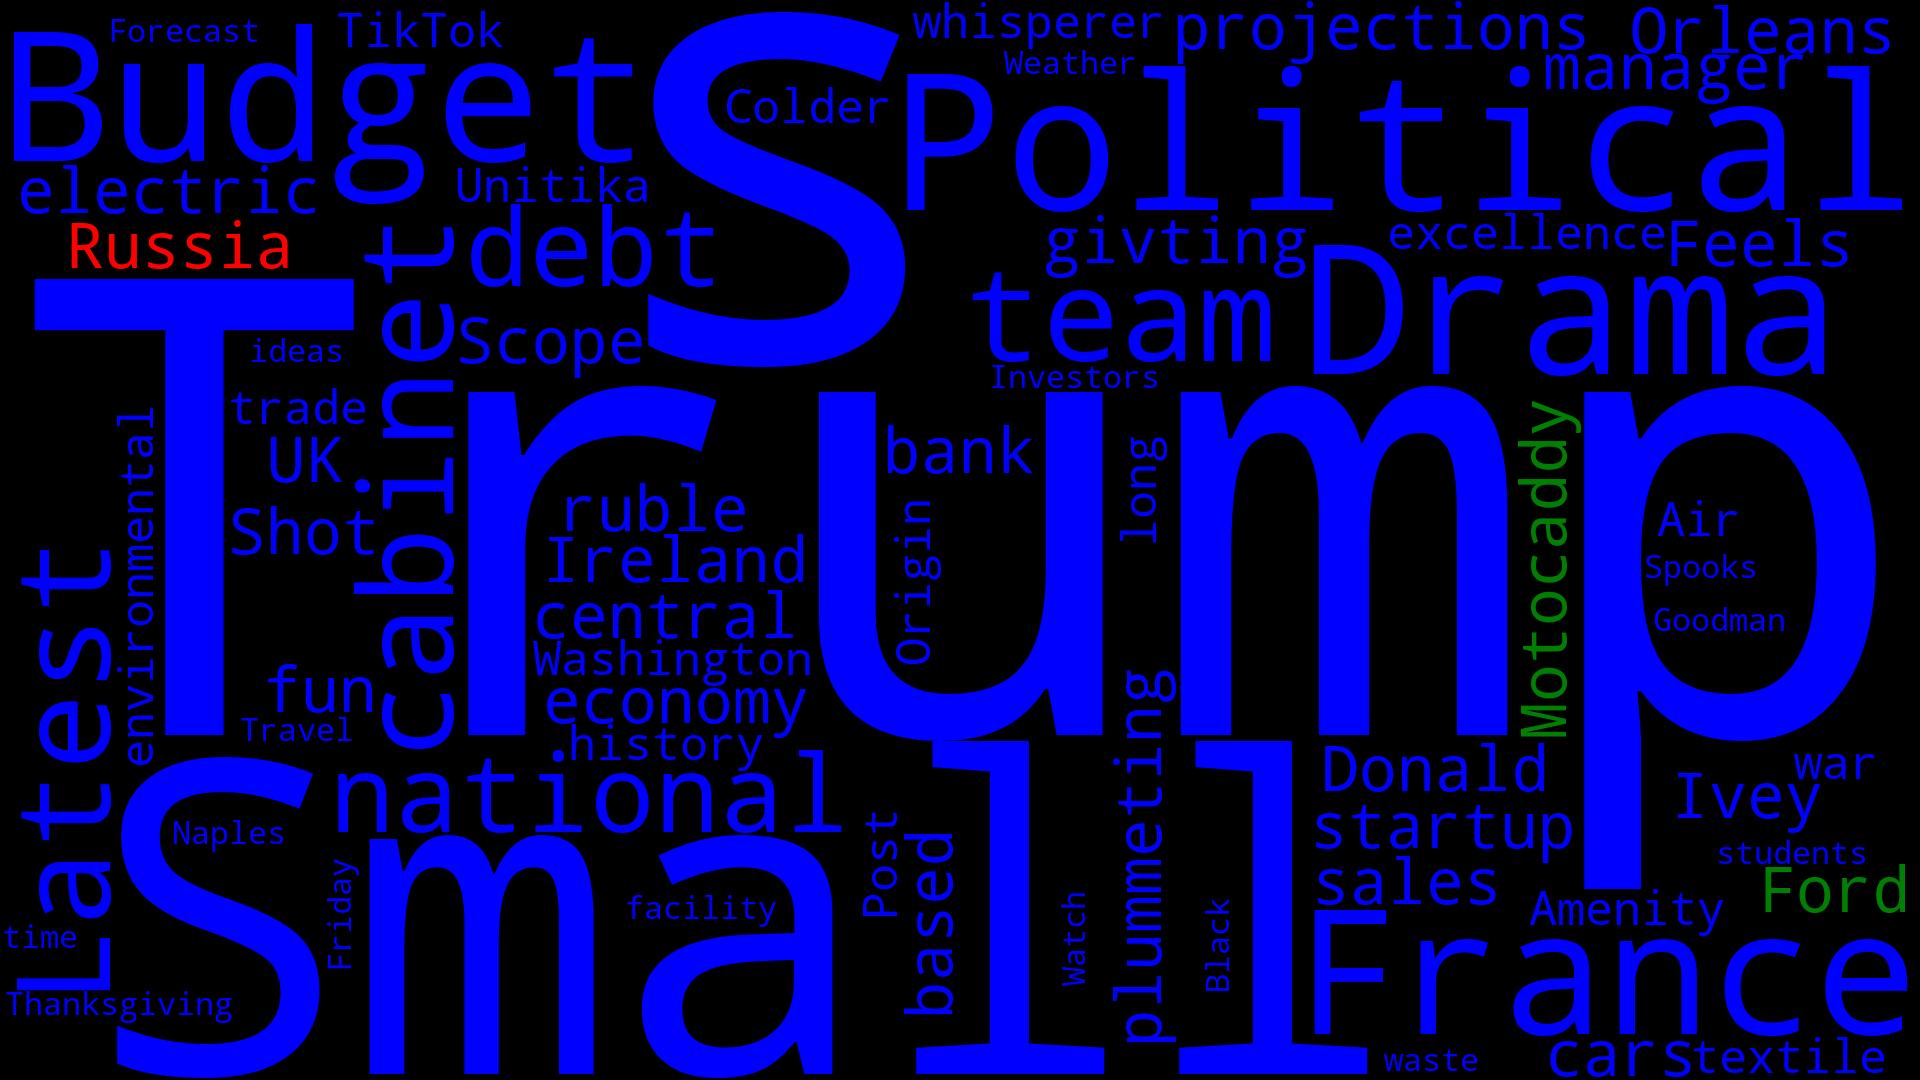 Forecast
TikTok
whisperer
projections
Orleans
Budget
S
Weather
manager
Political
Colder
electric
Unitika
Russia
debt
givting
excellence
Feels
team
Drama
Scope
ideas
Investors
Trump
trade
UK
cabinet
bank
long
Motocaddy
environmental
Shot
ruble
Ireland
Origin
Air
Spooks
Latest
central
Goodman
Washington
fun
economy
Travel
history
plummeting
national
Donald
war
Ivey
Small
Naples
startup
Post
based
students
sales
Ford
Friday
facility
Watch
Black
Amenity
time
France
Thanksgiving
waste
cars
textile